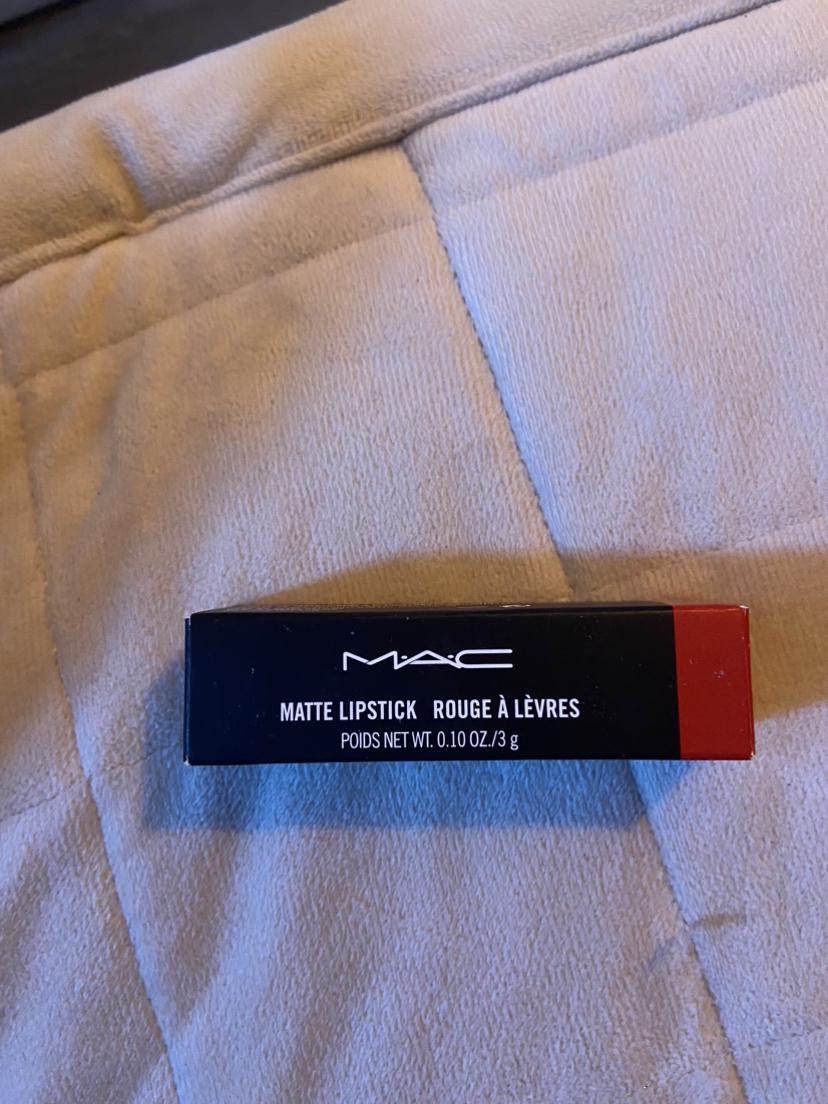 MAC
MATTE LIPSTICK ROUGE À LÈVRES
POIDS NET WT. 0.10 OZ./3 g